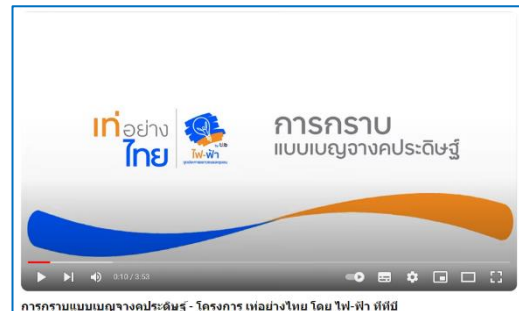 เท่อย่าง
ไทย
ไฟ-ฟ้า
การกราบ
แบบเบญจางคประดิษฐ์
0:10 / 3:53
การกราบแบบเบญจางคประดิษฐ์ - โครงการ เท่อย่างไทย โดย ไฟ-ฟ้า ทีทีบี